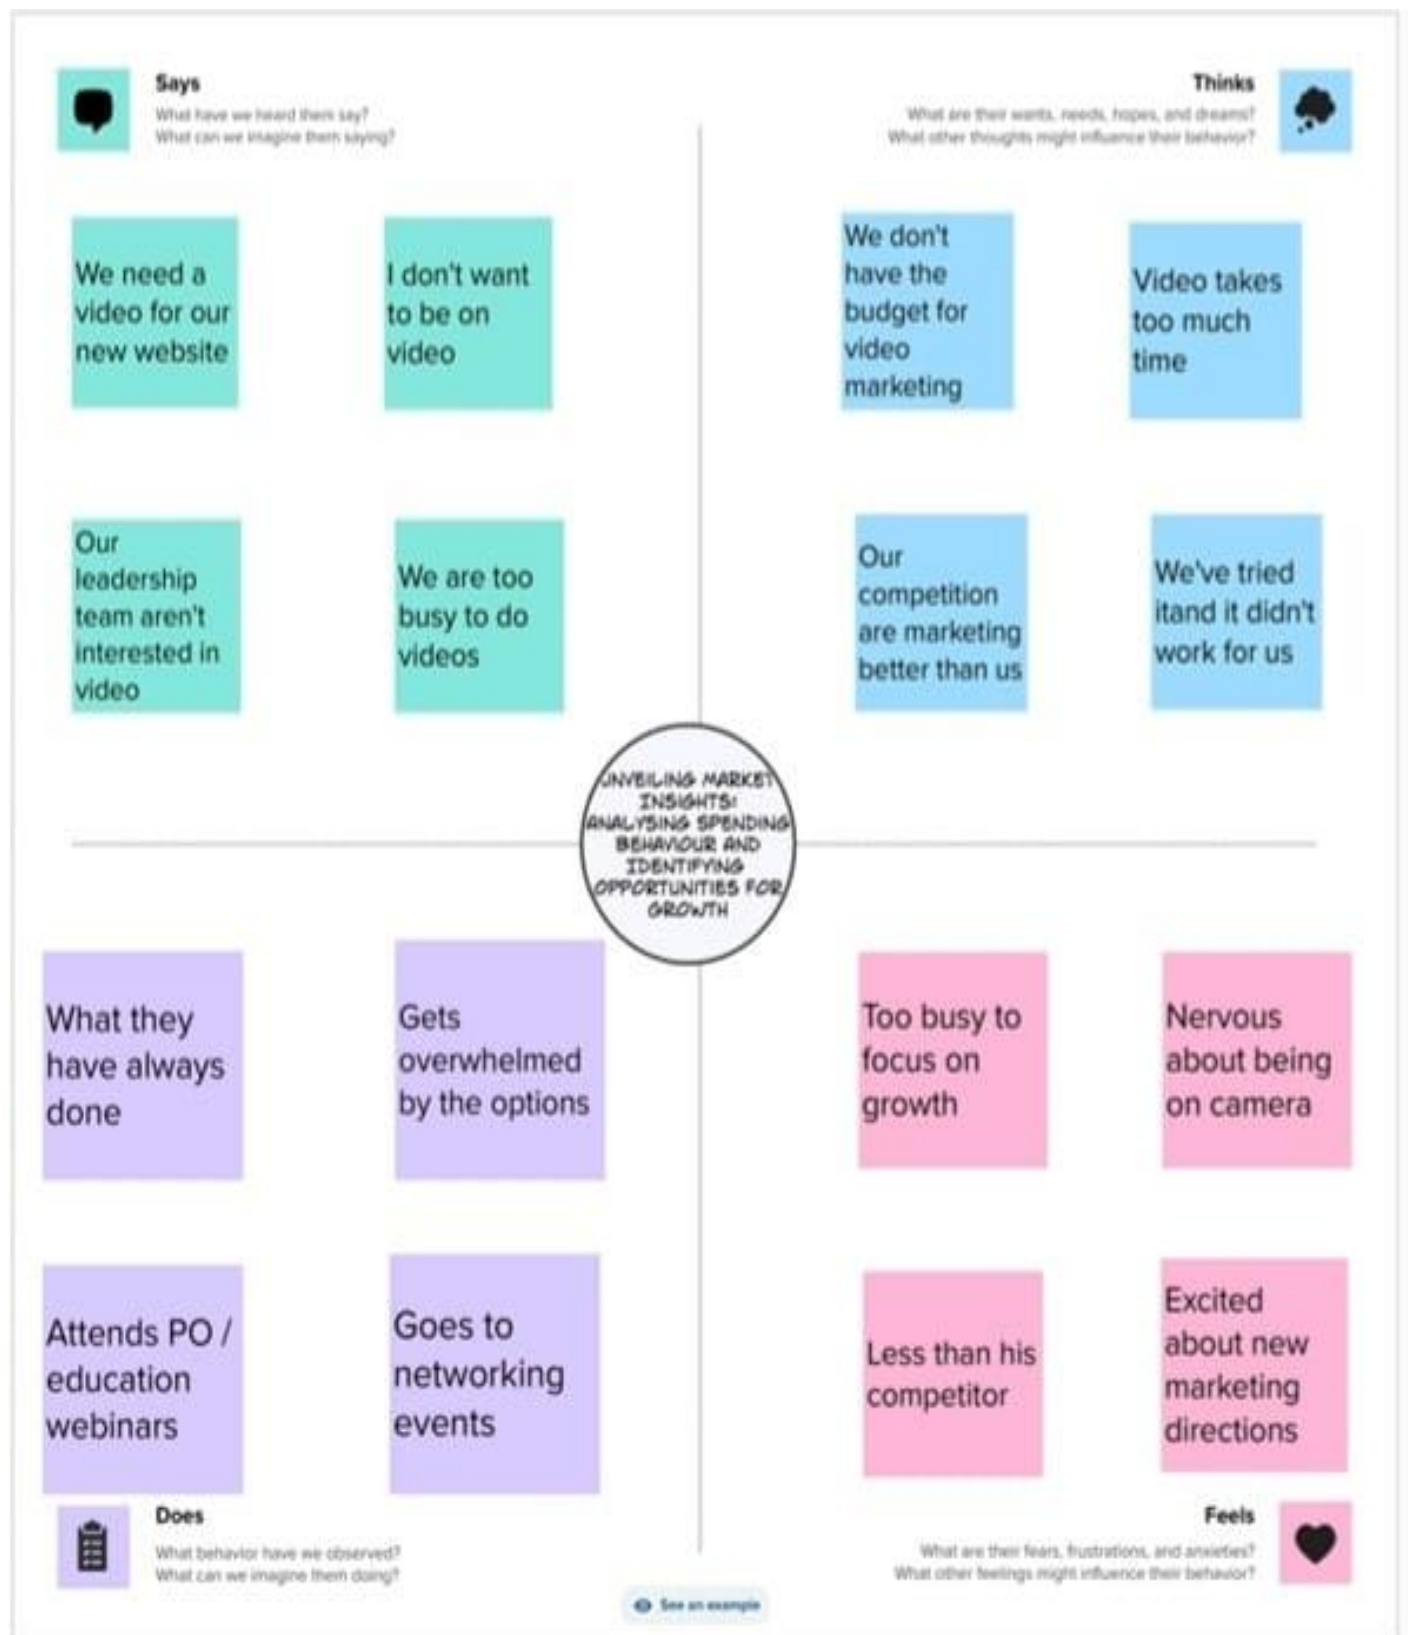 Says
What have we heard them say?
What can we imagine them saying?
Thinks
What are their wants, needs, hopes, and dreams?
What other thoughts might influence their behavior?
We need a
video for our
new website
I don't want
to be on
video
We don't
have the
budget for
video
marketing
Video takes
too much
time
Our
leadership
team aren't
interested in
video
We are too
busy to do
videos
Our
competition
are marketing
better than us
We've tried
itand it didn't
work for us
UNVEILING MARKET
INSIGHTS:
ANALYSING SPENDING
BEHAVIOUR AND
IDENTIFYING
OPPORTUNITIES FOR
GROWTH
What they
have always
done
Gets
overwhelmed
by the options
Too busy to
focus on
growth
Nervous
about being
on camera
Attends PO /
education
webinars
Goes to
networking
events
Less than his
competitor
Excited
about new
marketing
directions
Does
What behavior have we observed?
What can we imagine them doing?
Feels
What are their fears, frustrations, and anxieties?
What other feelings might influence their behavior?
See an example